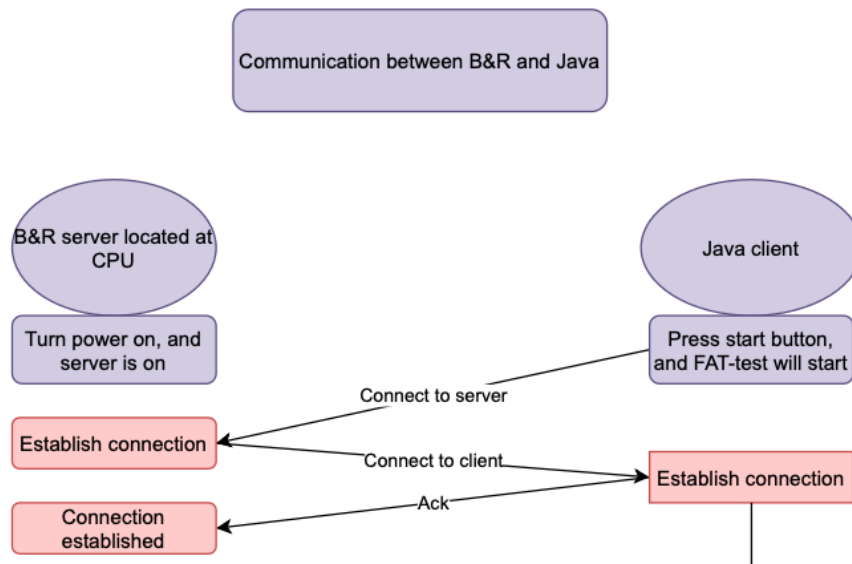 Communication between B&R and Java
B&R server located at
CPU
Java client
Turn power on, and
server is on
Press start button,
and FAT-test will start
Connect to server
Establish connection
Connect to client
Establish connection
Ack
Connection
established